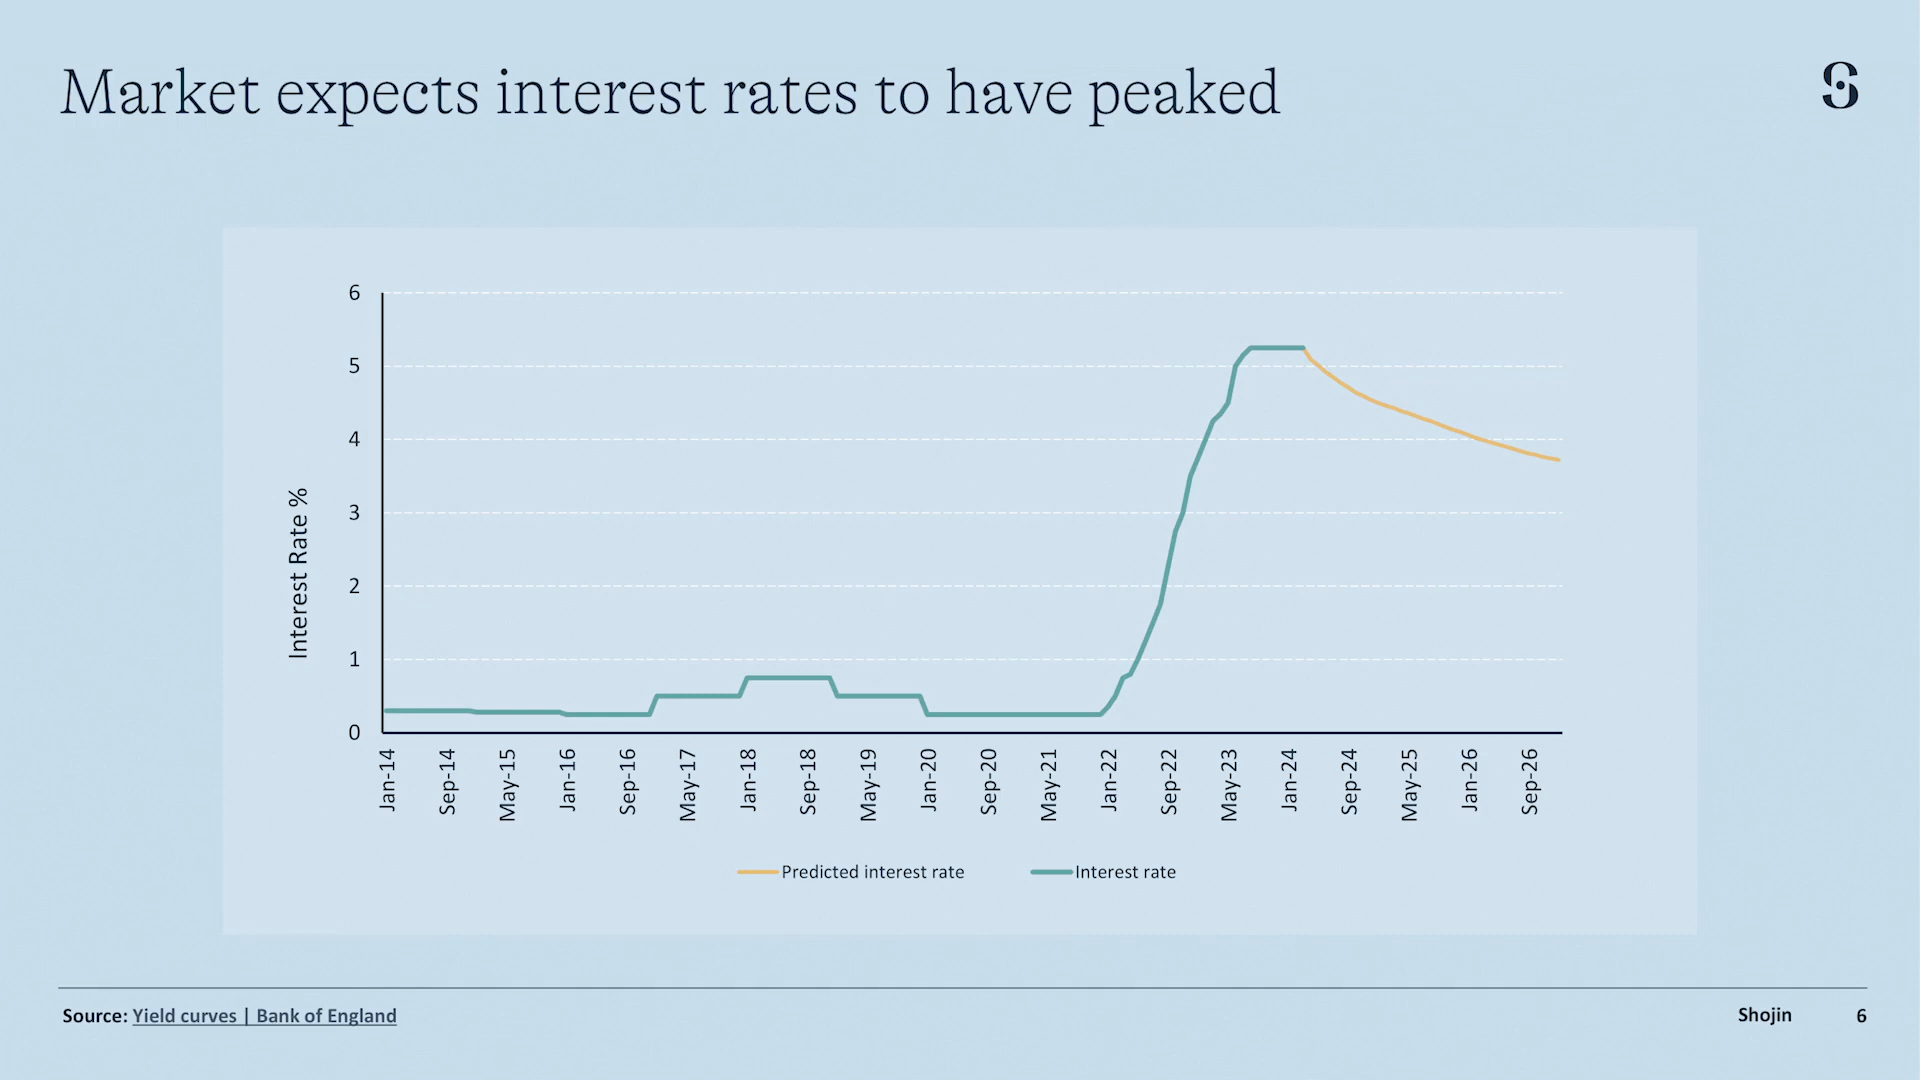 Market expects interest rates to have peaked
Interest Rate %
6
5
4
3
2
1
0
Jan-14
Sep-14
May-15
Jan-16
Sep-16
May-17
Jan-18
Sep-18
May-19
Jan-20
Sep-20
May-21
Jan-22
Sep-22
May-23
Jan-24
Sep-24
May-25
Jan-26
Sep-26
Predicted interest rate
Interest rate
Source: Yield curves | Bank of England
Shojin
6